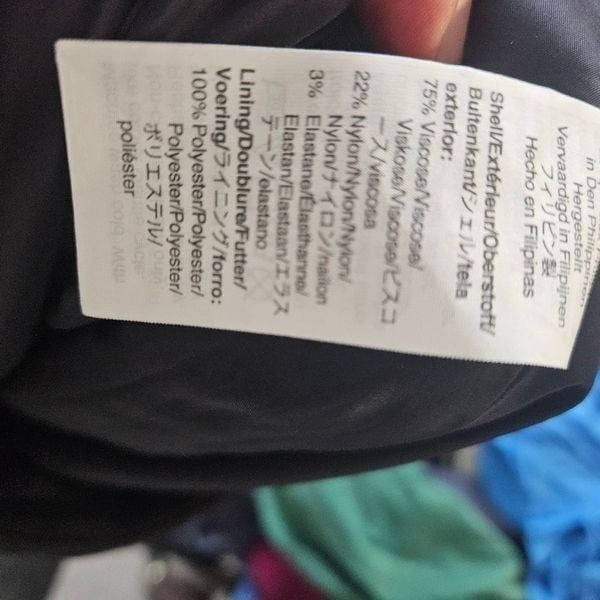 in Den Philippinen
Hergestellt
Vervaardigd in Filipijnen
フィリピン製
Hecho en Filipinas
Shell/Extérieur/Oberstoff/
Buitenkant/シェル/tela
exterior:
75% Viscose/Viscose/
Viskose/Viscose/ビスコ
ース/viscosa
22% Nylon/Nylon/Nylon/
Nylon/ナイロン/nailon
3% Elastane/Élasthanne/
Elastan/Elastaan/エラス
テーン/elastano
Lining/Doublure/Futter/
Voering/ライニング/forro:
100% Polyester/Polyester/
Polyester/Polyester/
ポリエステル/
poliéster